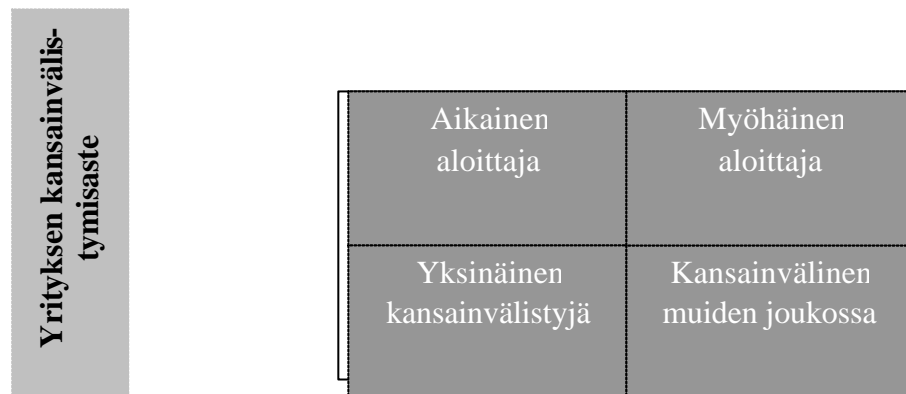 Yrityksen kansainvälis-
tymisaste
Aikainen
aloittaja
Myöhäinen
aloittaja
Yksinäinen
kansainvälistyjä
Kansainvälinen
muiden joukossa